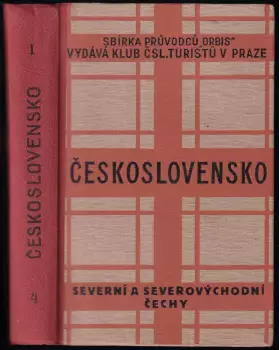 1
ČESKOSLOVENSKO
4
SBÍRKA PRŮVODCŮ „ORBIS"
VYDÁVÁ KLUB ČSL. TURISTŮ V PRAZE
ČESKOSLOVENSKO
SEVERNÍ A SEVEROVÝCHODNÍ
ČECHY